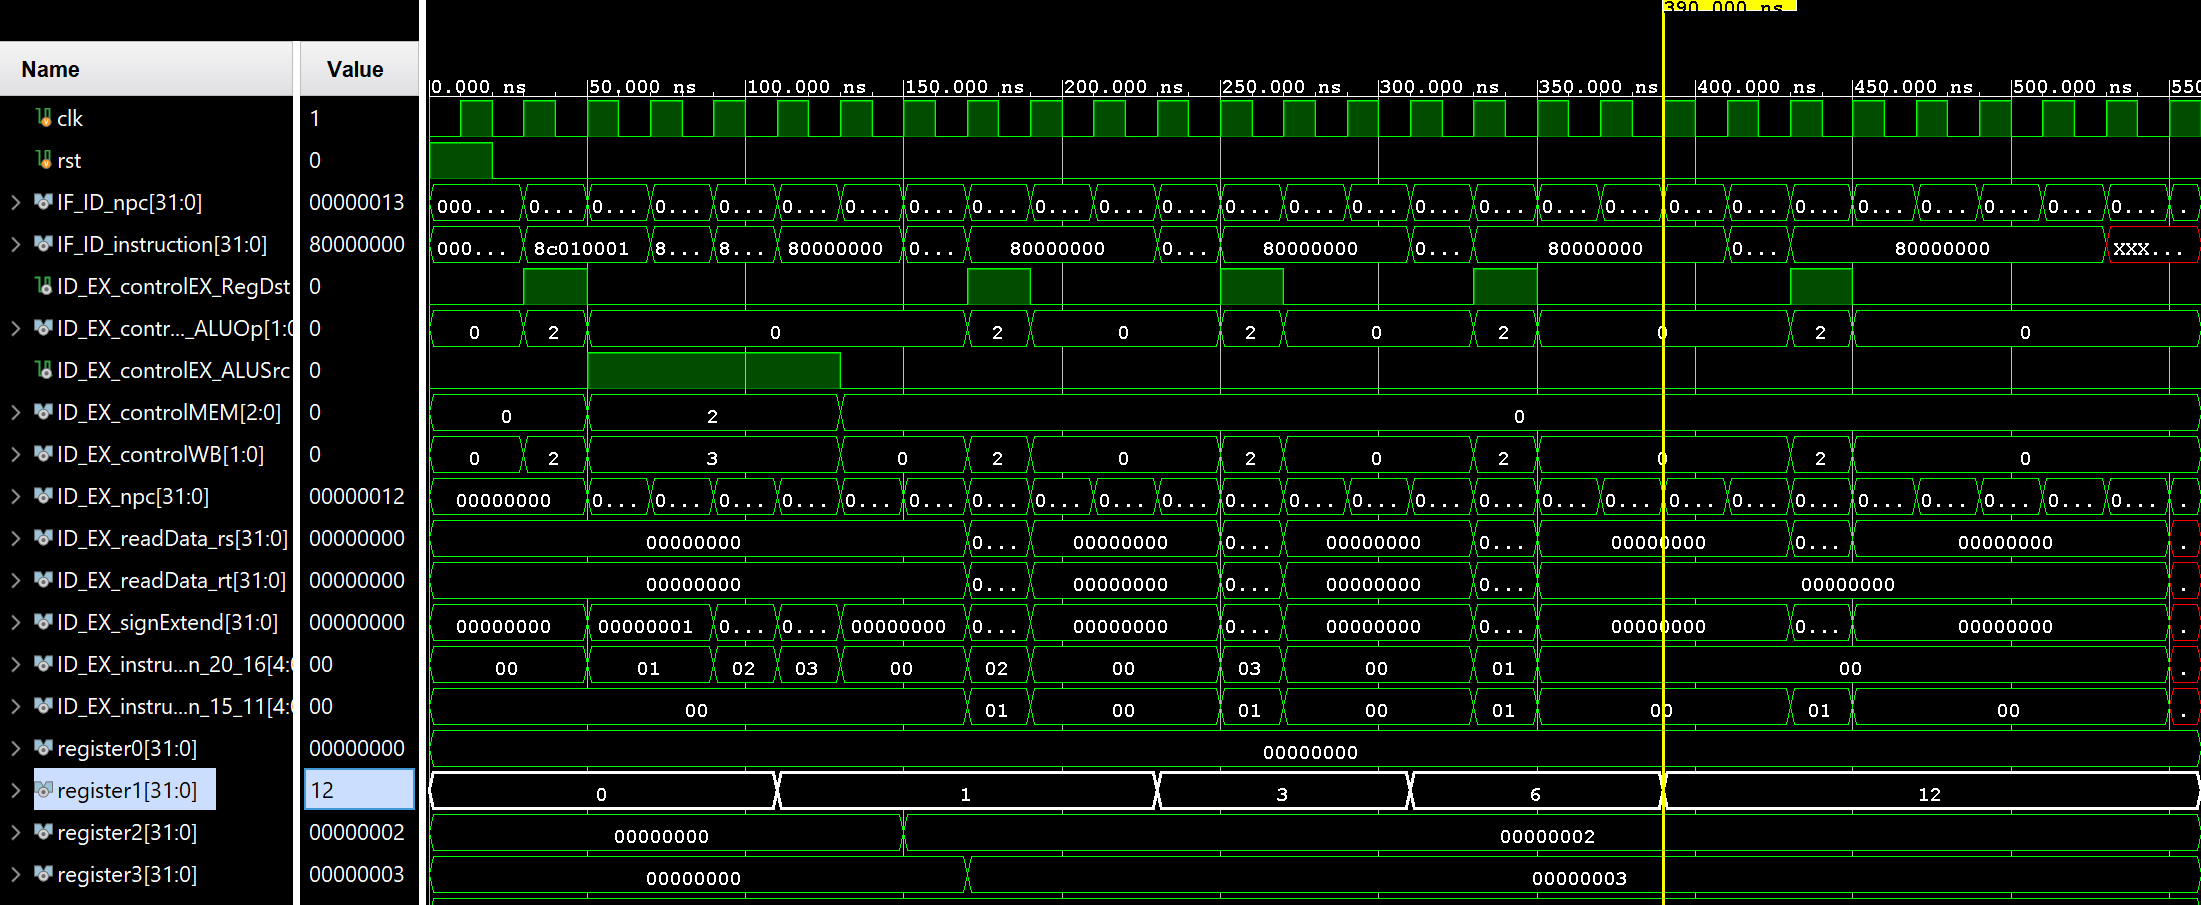 390.000 ns
Name Value
0.000 ns 50.000 ns 100.000 ns 150.000 ns 200.000 ns 250.000 ns 300.000 ns 350.000 ns 400.000 ns 450.000 ns 500.000 ns 550
clk 1
rst 0
IF_ID_npc[31:0] 00000013 000... 0... 0... 0... 0... 0... 0... 0... 0... 0... 0... 0... 0... 0... 0... 0... 0... 0... 0... 0... 0... 0... 0... 0... 0... 0... .
IF_ID_instruction[31:0] 80000000 000... 8c010001 8... 8... 80000000 0... 80000000 0... 80000000 0... 80000000 0... 80000000 XXX...
ID_EX_controlEX_RegDst 0
ID_EX_contr..._ALUOp[1:0 0 0 2 0 2 0 2 0 2 0 2 0
ID_EX_controlEX_ALUSrc 0
ID_EX_controlMEM[2:0] 0 0 2 0
ID_EX_controlWB[1:0] 0 0 2 3 0 2 0 2 0 2 0 2 0
ID_EX_npc[31:0] 00000012 00000000 0... 0... 0... 0... 0... 0... 0... 0... 0... 0... 0... 0... 0... 0... 0... 0... 0... 0... 0... 0... 0... 0... 0... 0... 0... .
ID_EX_readData_rs[31:0] 00000000 00000000 0... 00000000 0... 00000000 0... 00000000 0... 00000000 .
ID_EX_readData_rt[31:0] 00000000 00000000 0... 00000000 0... 00000000 0... 00000000 .
ID_EX_signExtend[31:0] 00000000 00000000 00000001 0... 0... 00000000 0... 00000000 0... 00000000 0... 00000000 0... 00000000 .
ID_EX_instru...n_20_16[4: 00 00 01 02 03 00 02 00 03 00 01 00 .
ID_EX_instru...n_15_11[4: 00 00 01 00 01 00 01 00 01 00 .
register0[31:0] 00000000 00000000
register1[31:0] 12 0 1 3 6 12
register2[31:0] 00000002 00000000 00000002
register3[31:0] 00000003 00000000 00000003